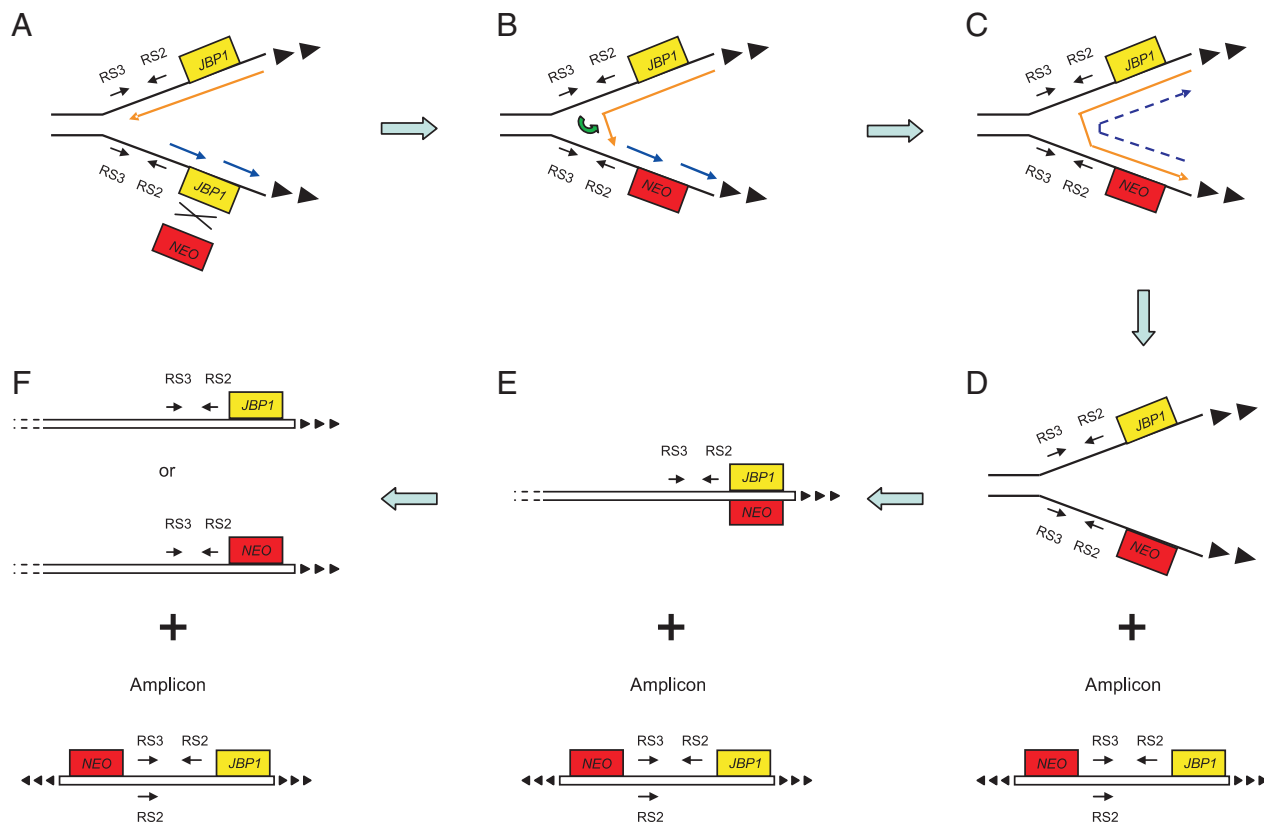 A
RS3
RS2
JBP1
RS3
RS2
JBP1
NEO
B
RS3
RS2
JBP1
RS3
RS2
NEO
C
RS3
RS2
JBP1
RS3
RS2
NEO
F
RS3
RS2
JBP1
or
RS3
RS2
NEO
+
Amplicon
NEO
RS3
RS2
JBP1
RS2
E
RS3
RS2
JBP1
NEO
+
Amplicon
NEO
RS3
RS2
JBP1
RS2
D
RS3
RS2
JBP1
RS3
RS2
NEO
+
Amplicon
NEO
RS3
RS2
JBP1
RS2